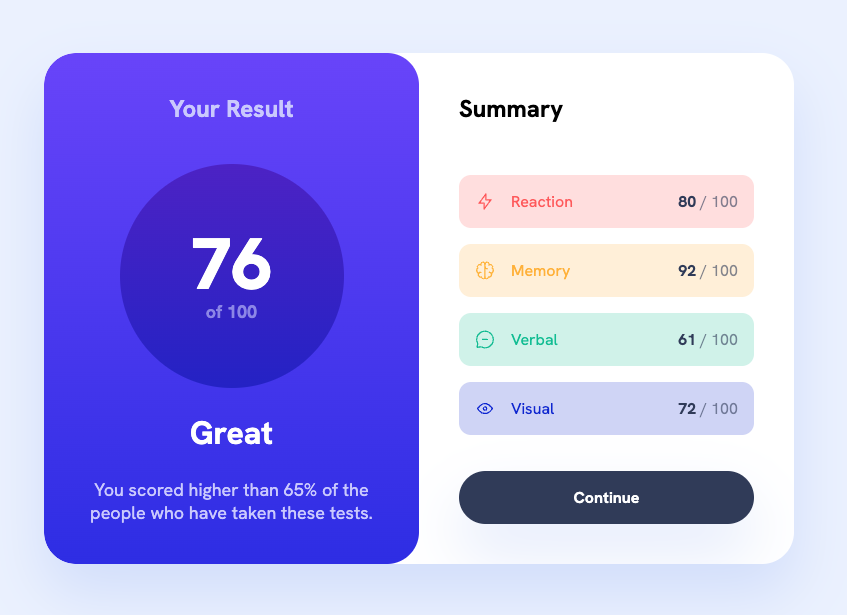 Your Result
76
of 100
Great
You scored higher than 65% of the
people who have taken these tests.
Summary
Reaction 80 / 100
Memory 92 / 100
Verbal 61 / 100
Visual 72 / 100
Continue